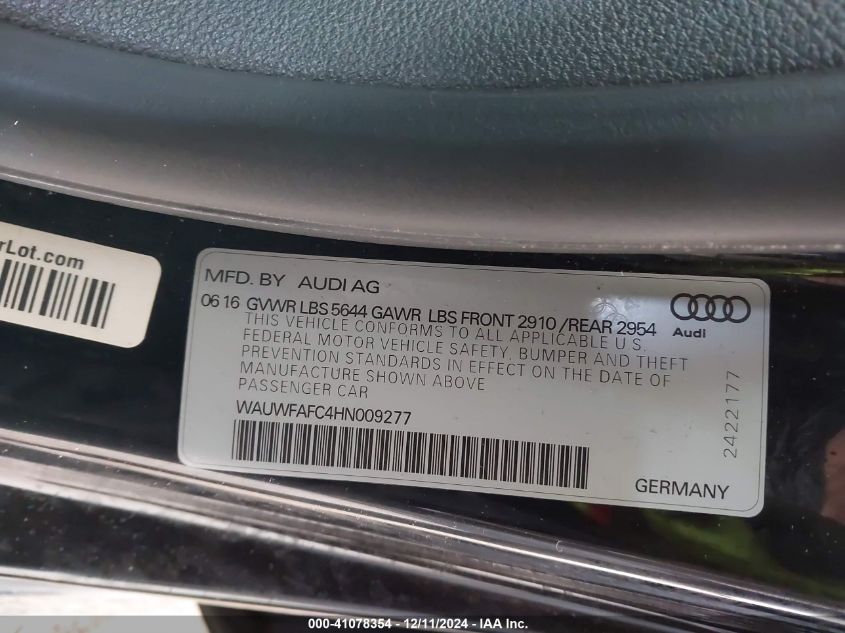 rLot.com
MFD. BY AUDI AG
06 16 GVWR LBS 5644 GAWR LBS FRONT 2910 /REAR 2954
THIS VEHICLE CONFORMS TO ALL APPLICABLE U.S.
FEDERAL MOTOR VEHICLE SAFETY, BUMPER AND THEFT
PREVENTION STANDARDS IN EFFECT ON THE DATE OF
MANUFACTURE SHOWN ABOVE
PASSENGER CAR
WAUWFAFC4HN009277
Audi
2422177
GERMANY
000-41078354 - 12/11/2024 - IAA Inc.